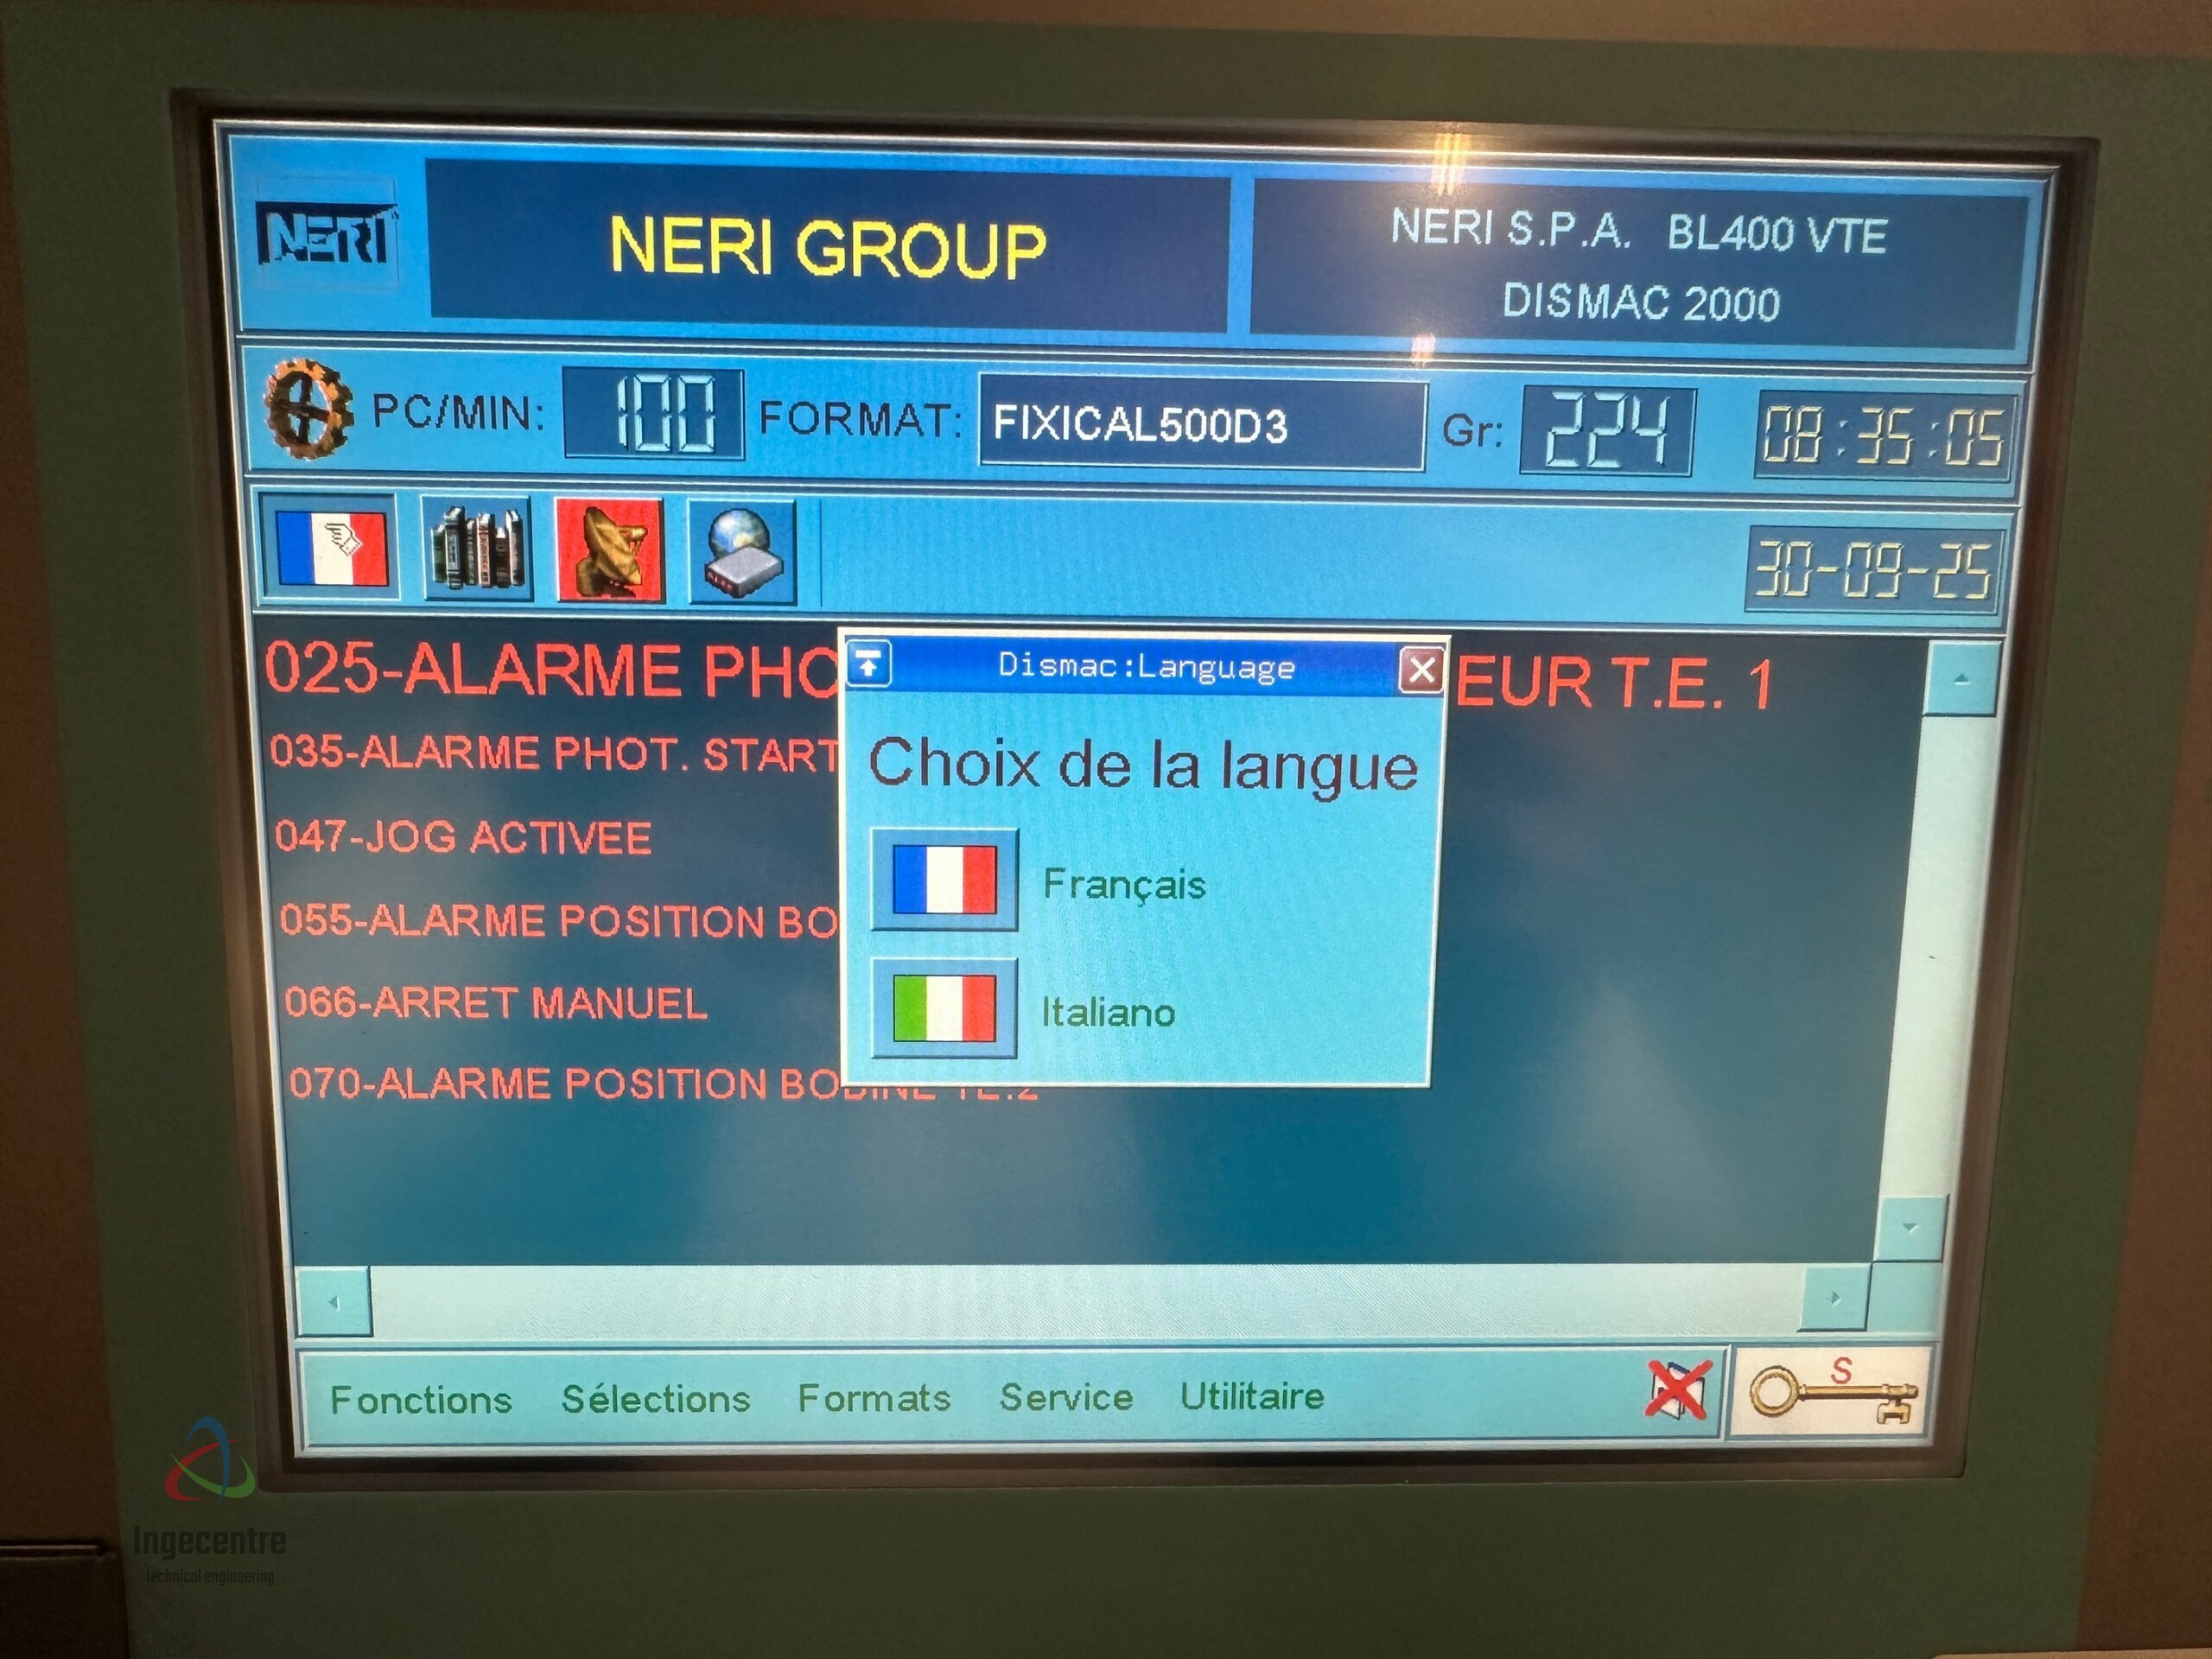 NERI
NERI GROUP
NERI S.P.A. BL400 VTE
DISMAC 2000
PC/MIN: 100 FORMAT: FIXICAL500D3 Gr: 224 08:35:05
30-09-25
025-ALARME PHO EUR T.E. 1
035-ALARME PHOT. START
047-JOG ACTIVEE
055-ALARME POSITION BO
066-ARRET MANUEL
070-ALARME POSITION BOBINE TE.2
Dismac:Language
Choix de la langue
Français
Italiano
Fonctions Sélections Formats Service Utilitaire
S
Ingecentre
technical engineering